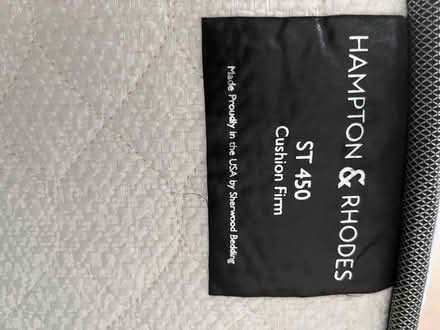 HAMPTON & RHODES
ST 450
Cushion Firm
Made Proudly in the USA by Sherwood Bedding